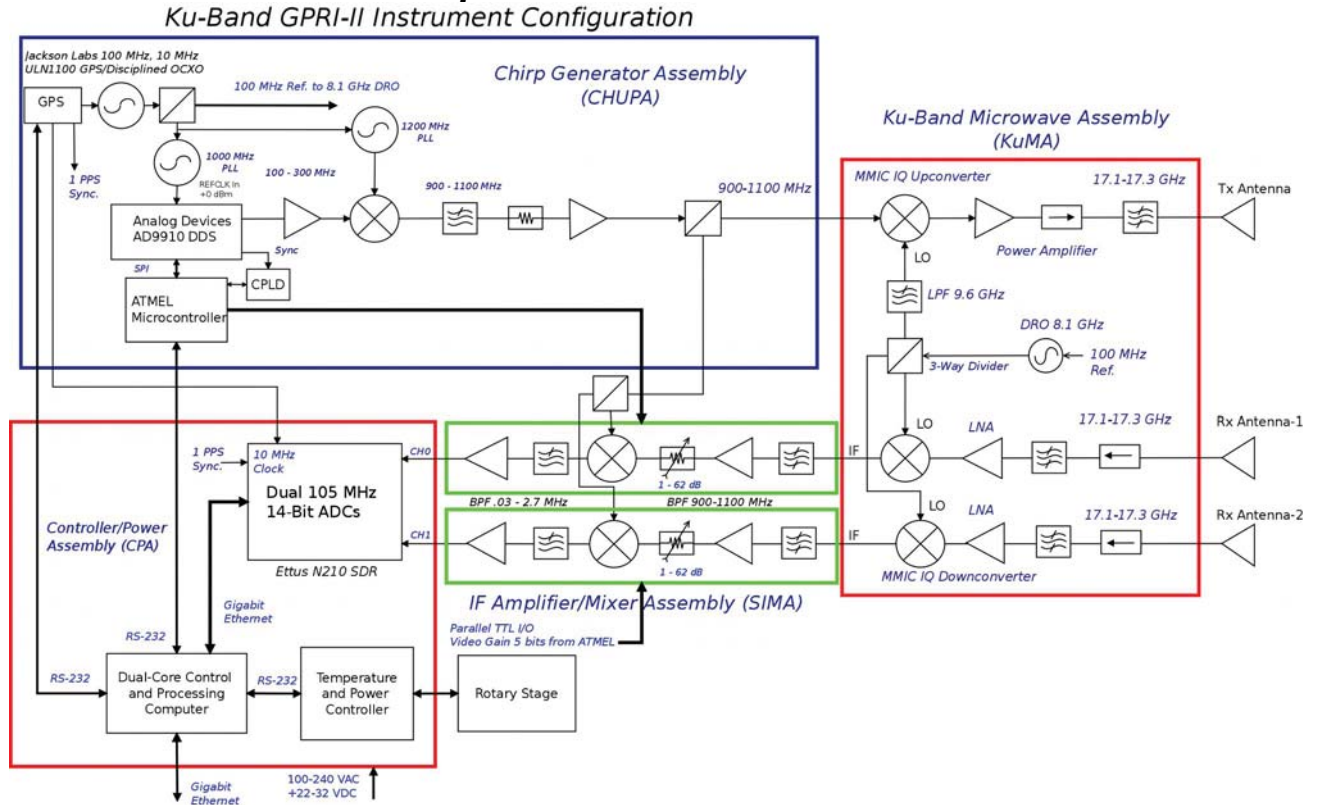 Ku-Band GPRI-II Instrument Configuration
Jackson Labs 100 MHz, 10 MHz
ULN1100 GPS/Disciplined OCXO
GPS
100 MHz Ref. to 8.1 GHz DRO
Chirp Generator Assembly
(CHUPA)
1200 MHz
PLL
1000 MHz
PLL
REFCLK In
+0 dBm
1 PPS
Sync.
100 - 300 MHz
900 - 1100 MHz
900-1100 MHz
Analog Devices
AD9910 DDS
Sync
SPI
CPLD
ATMEL
Microcontroller
Ku-Band Microwave Assembly
(KuMA)
MMIC IQ Upconverter
17.1-17.3 GHz
Tx Antenna
LO
Power Amplifier
LPF 9.6 GHz
DRO 8.1 GHz
3-Way Divider
100 MHz
Ref.
LO
LNA
17.1-17.3 GHz
Rx Antenna-1
IF
LO
LNA
17.1-17.3 GHz
Rx Antenna-2
IF
MMIC IQ Downconverter
1 PPS
Sync.
10 MHz
Clock
CH0
Dual 105 MHz
14-Bit ADCs
CH1
Ettus N210 SDR
1 - 62 dB
BPF .03 - 2.7 MHz
BPF 900-1100 MHz
1 - 62 dB
IF Amplifier/Mixer Assembly (SIMA)
Parallel TTL I/O
Video Gain 5 bits from ATMEL
Controller/Power
Assembly (CPA)
Gigabit
Ethernet
RS-232
RS-232
Dual-Core Control
and Processing
Computer
RS-232
Temperature
and Power
Controller
Rotary Stage
Gigabit
Ethernet
100-240 VAC
+22-32 VDC